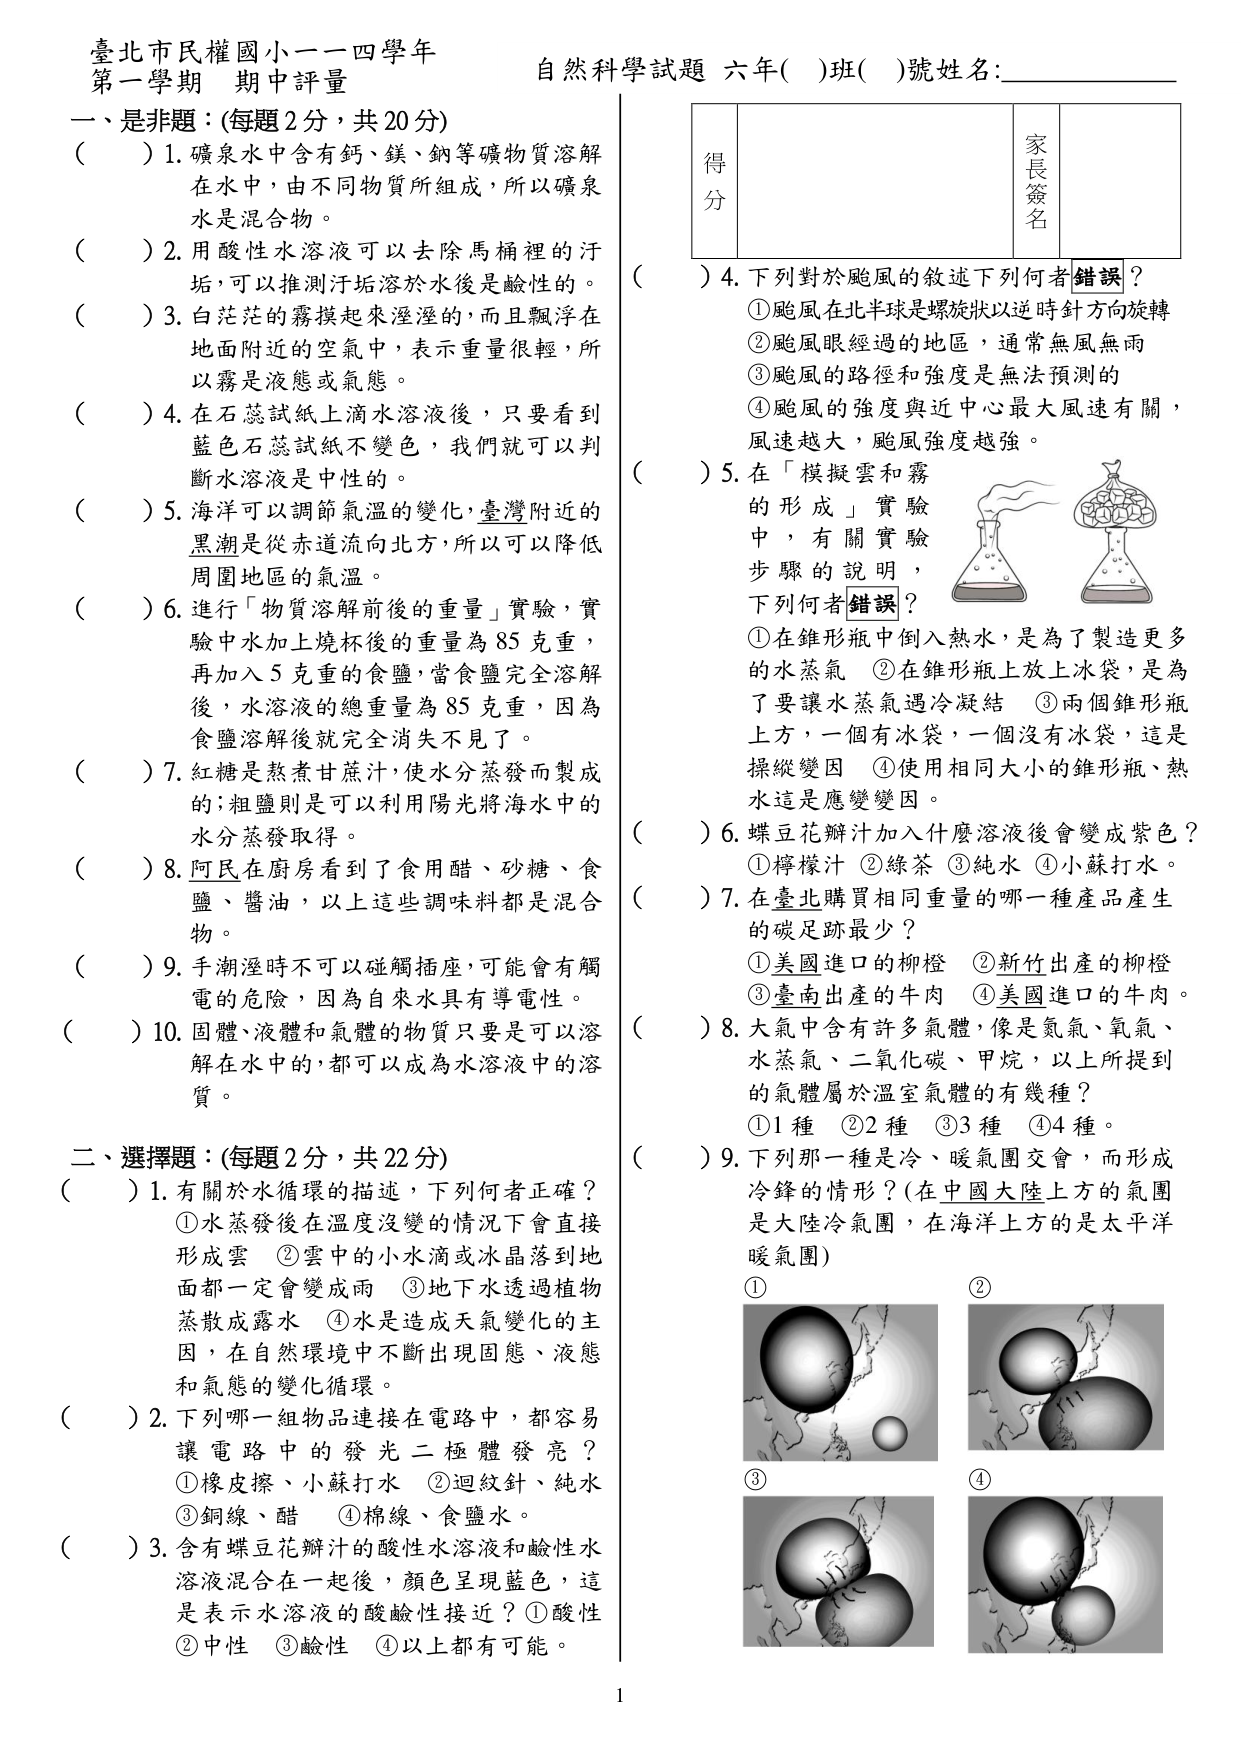 臺北市民權國小一一四學年
第一學期　期中評量
自然科學試題 六年(　)班(　)號姓名:____________
一、是非題：(每題2分，共20分)
(　　) 1. 礦泉水中含有鈣、鎂、鈉等礦物質溶解
在水中，由不同物質所組成，所以礦泉
水是混合物。
(　　) 2. 用酸性水溶液可以去除馬桶裡的汙
垢，可以推測汙垢溶於水後是鹼性的。
(　　) 3. 白茫茫的霧摸起來溼溼的，而且飄浮在
地面附近的空氣中，表示重量很輕，所
以霧是液態或氣態。
(　　) 4. 在石蕊試紙上滴水溶液後，只要看到
藍色石蕊試紙不變色，我們就可以判
斷水溶液是中性的。
(　　) 5. 海洋可以調節氣溫的變化，臺灣附近的
黑潮是從赤道流向北方，所以可以降低
周圍地區的氣溫。
(　　) 6. 進行「物質溶解前後的重量」實驗，實
驗中水加上燒杯後的重量為 85 克重，
再加入 5 克重的食鹽，當食鹽完全溶解
後，水溶液的總重量為 85 克重，因為
食鹽溶解後就完全消失不見了。
(　　) 7. 紅糖是熬煮甘蔗汁，使水分蒸發而製成
的；粗鹽則是可以利用陽光將海水中的
水分蒸發取得。
(　　) 8. 阿民在廚房看到了食用醋、砂糖、食
鹽、醬油，以上這些調味料都是混合
物。
(　　) 9. 手潮溼時不可以碰觸插座，可能會有觸
電的危險，因為自來水具有導電性。
(　　) 10. 固體、液體和氣體的物質只要是可以溶
解在水中的，都可以成為水溶液中的溶
質。
二、選擇題：(每題2分，共22分)
(　　) 1. 有關於水循環的描述，下列何者正確？
①水蒸發後在溫度沒變的情況下會直接
形成雲　②雲中的小水滴或冰晶落到地
面都一定會變成雨　③地下水透過植物
蒸散成露水　④水是造成天氣變化的主
因，在自然環境中不斷出現固態、液態
和氣態的變化循環。
(　　) 2. 下列哪一組物品連接在電路中，都容易
讓電路中的發光二極體發亮？
①橡皮擦、小蘇打水　②迴紋針、純水
③銅線、醋　④棉線、食鹽水。
(　　) 3. 含有蝶豆花瓣汁的酸性水溶液和鹼性水
溶液混合在一起後，顏色呈現藍色，這
是表示水溶液的酸鹼性接近？①酸性
②中性　③鹼性　④以上都有可能。
得分
家長簽名
(　　) 4. 下列對於颱風的敘述下列何者錯誤？
①颱風在北半球是螺旋狀以逆時針方向旋轉
②颱風眼經過的地區，通常無風無雨
③颱風的路徑和強度是無法預測的
④颱風的強度與近中心最大風速有關，
風速越大，颱風強度越強。
(　　) 5. 在「模擬雲和霧
的形成」實驗
中，有關實驗
步驟的說明，
下列何者錯誤？
①在錐形瓶中倒入熱水，是為了製造更多
的水蒸氣　②在錐形瓶上放上冰袋，是為
了要讓水蒸氣遇冷凝結　③兩個錐形瓶
上方，一個有冰袋，一個沒有冰袋，這是
操縱變因　④使用相同大小的錐形瓶、熱
水這是應變變因。
(　　) 6. 蝶豆花瓣汁加入什麼溶液後會變成紫色？
①檸檬汁 ②綠茶 ③純水 ④小蘇打水。
(　　) 7. 在臺北購買相同重量的哪一種產品產生
的碳足跡最少？
①美國進口的柳橙　②新竹出產的柳橙
③臺南出產的牛肉　④美國進口的牛肉。
(　　) 8. 大氣中含有許多氣體，像是氮氣、氧氣、
水蒸氣、二氧化碳、甲烷，以上所提到
的氣體屬於溫室氣體的有幾種？
①1 種　②2 種　③3 種　④4 種。
(　　) 9. 下列那一種是冷、暖氣團交會，而形成
冷鋒的情形？(在中國大陸上方的氣團
是大陸冷氣團，在海洋上方的是太平洋
暖氣團)
①　②
③　④
1